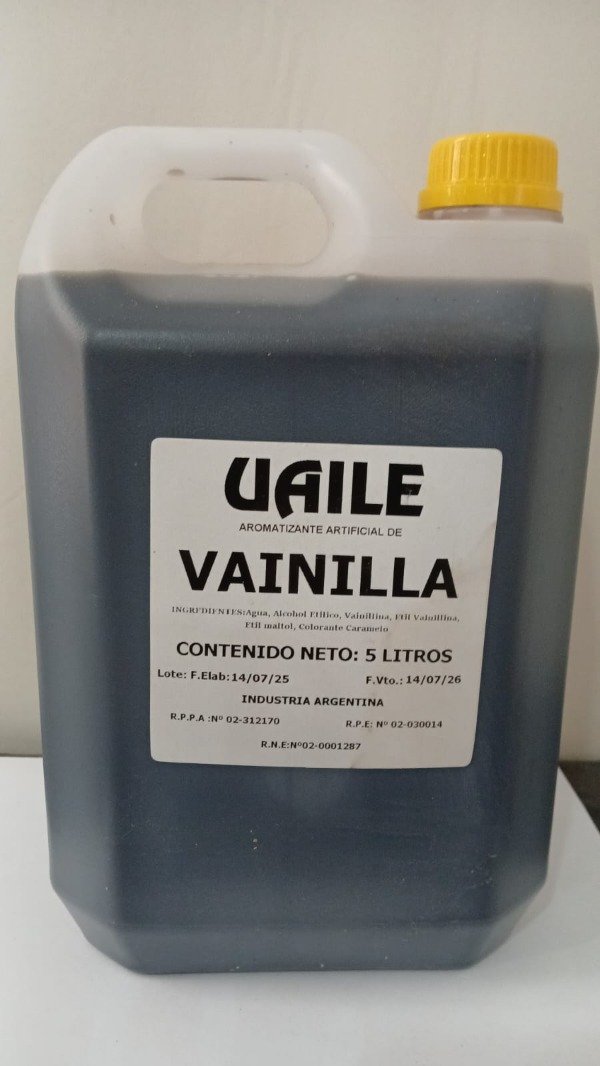 UAILE
AROMATIZANTE ARTIFICIAL DE
VAINILLA
INGREDIENTES:Agua, Alcohol Etílico, Vainillina, Etil Vainillina,
Etil maltol, Colorante Caramelo
CONTENIDO NETO: 5 LITROS
Lote: F.Elab:14/07/25 F.Vto.: 14/07/26
INDUSTRIA ARGENTINA
R.P.P.A :Nº 02-312170 R.P.E: Nº 02-030014
R.N.E:Nº02-0001287